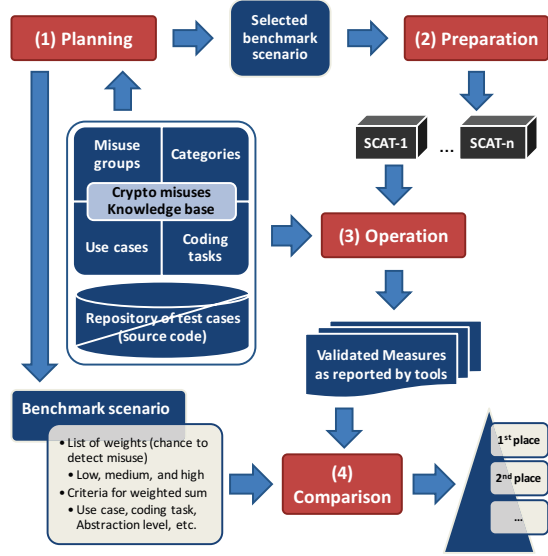 (1) Planning
Selected
benchmark
scenario
(2) Preparation
Misuse
groups
Categories
Crypto misuses
Knowledge base
Use cases
Coding
tasks
Repository of test cases
(source code)
SCAT-1
...
SCAT-n
(3) Operation
Validated Measures
as reported by tools
Benchmark scenario
• List of weights (chance to
detect misuse)
• Low, medium, and high
• Criteria for weighted sum
• Use case, coding task,
Abstraction level, etc.
(4)
Comparison
1st place
2nd place
...